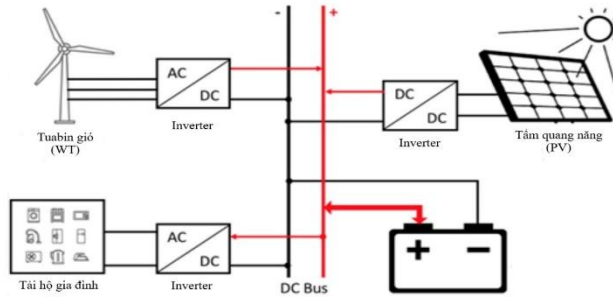 - +
AC
DC
DC
DC
Tuabin gió
(WT)
Inverter
Inverter
Tấm quang năng
(PV)
AC
DC
+ −
Tải hộ gia đình
Inverter
DC Bus